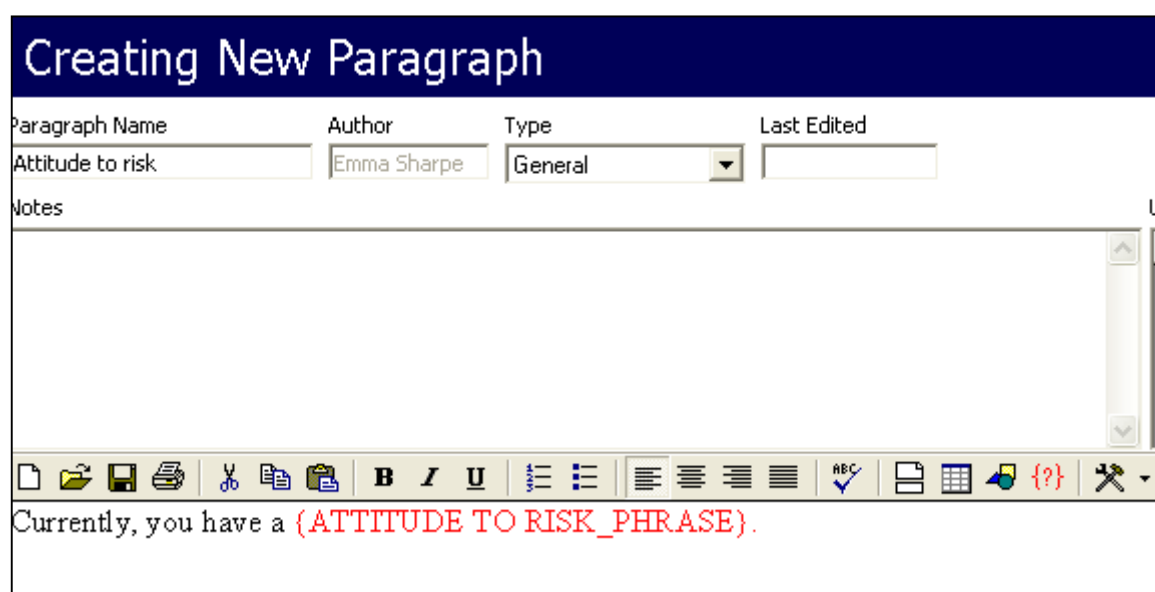 Creating New Paragraph
Paragraph Name Author Type Last Edited
Attitude to risk Emma Sharpe General
Notes
B I U ABC {?}
Currently, you have a {ATTITUDE TO RISK_PHRASE}.